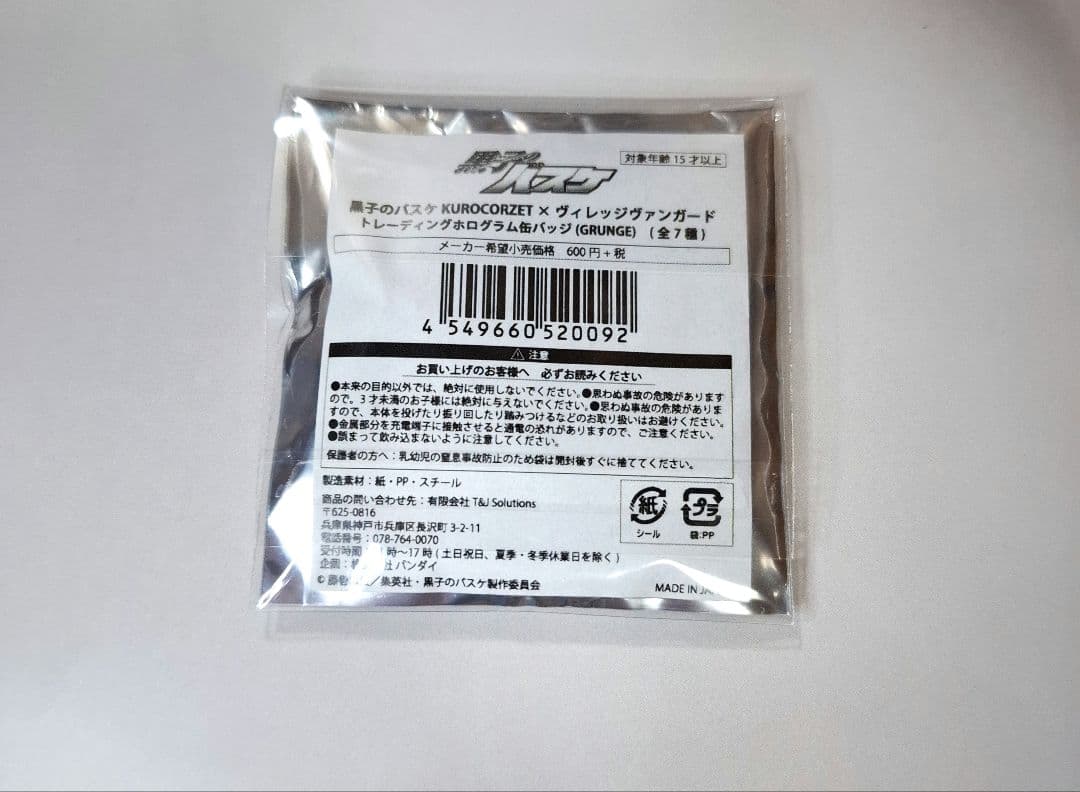 黒子の
バスケ
対象年齢 15 才以上
黒子のバスケ KUROCORZET × ヴィレッジヴァンガード
トレーディングホログラム缶バッジ (GRUNGE) (全 7 種)
メーカー希望小売価格 600 円 + 税
4 549660 520092
注意
お買い上げのお客様へ 必ずお読みください
●本来の目的以外では、絶対に使用しないでください。●思わぬ事故の危険があります
ので、3 才未満のお子様には絶対に与えないでください。●思わぬ事故の危険がありま
すので、本体を投げたり振り回したり踏みつけるなどのお取り扱いはお避けください。
●金属部分を充電端子に接触させると通電の恐れがありますので、ご注意ください。
●誤まって飲み込まないように注意してください。
保護者の方へ:乳幼児の窒息事故防止のため袋は開封後すぐに捨ててください。
製造素材:紙・PP・スチール
商品の問い合わせ先:有限会社 T&J Solutions
〒625-0816
兵庫県神戸市兵庫区長沢町 3-2-11
電話番号:078-764-0070
受付時間 時〜17 時 ( 土日祝日、夏季・冬季休業日を除く )
企画: バンダイ
© /集英社・黒子のバスケ製作委員会
紙
シール
プラ
袋:PP
MADE IN